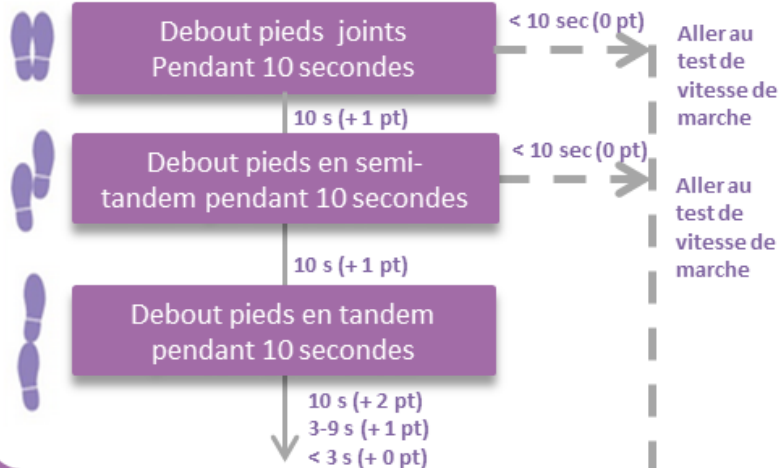 Debout pieds joints
Pendant 10 secondes
< 10 sec (0 pt)
Aller au
test de
vitesse de
marche
10 s (+ 1 pt)
Debout pieds en semi-
tandem pendant 10 secondes
< 10 sec (0 pt)
Aller au
test de
vitesse de
marche
10 s (+ 1 pt)
Debout pieds en tandem
pendant 10 secondes
10 s (+ 2 pt)
3-9 s (+ 1 pt)
< 3 s (+ 0 pt)